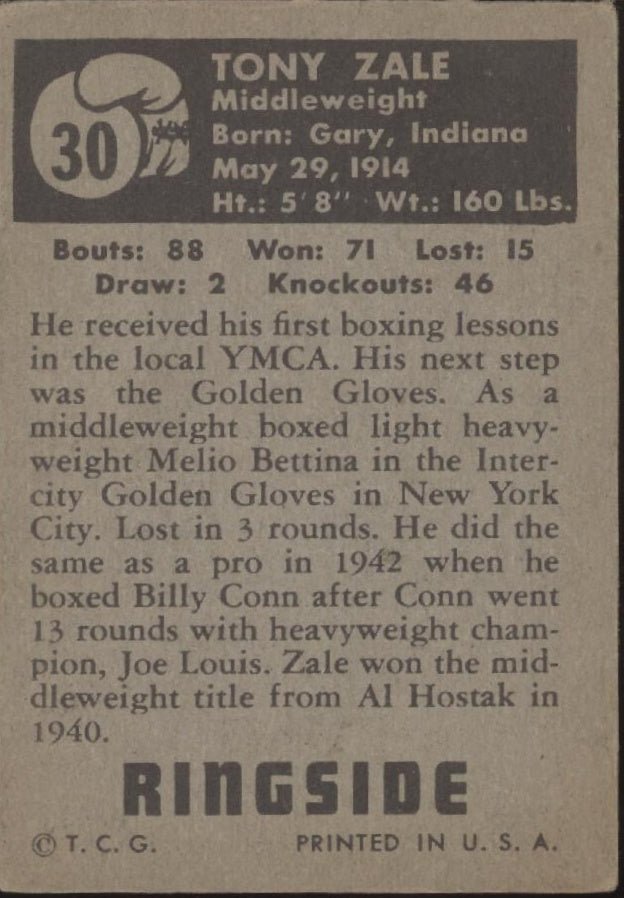 30
TONY ZALE
Middleweight
Born: Gary, Indiana
May 29, 1914
Ht.: 5' 8" Wt.: 160 Lbs.
Bouts: 88 Won: 71 Lost: 15
Draw: 2 Knockouts: 46
He received his first boxing lessons
in the local YMCA. His next step
was the Golden Gloves. As a
middleweight boxed light heavy-
weight Melio Bettina in the Inter-
city Golden Gloves in New York
City. Lost in 3 rounds. He did the
same as a pro in 1942 when he
boxed Billy Conn after Conn went
13 rounds with heavyweight cham-
pion, Joe Louis. Zale won the mid-
dleweight title from Al Hostak in
1940.
RINGSIDE
© T. C. G. PRINTED IN U. S. A.